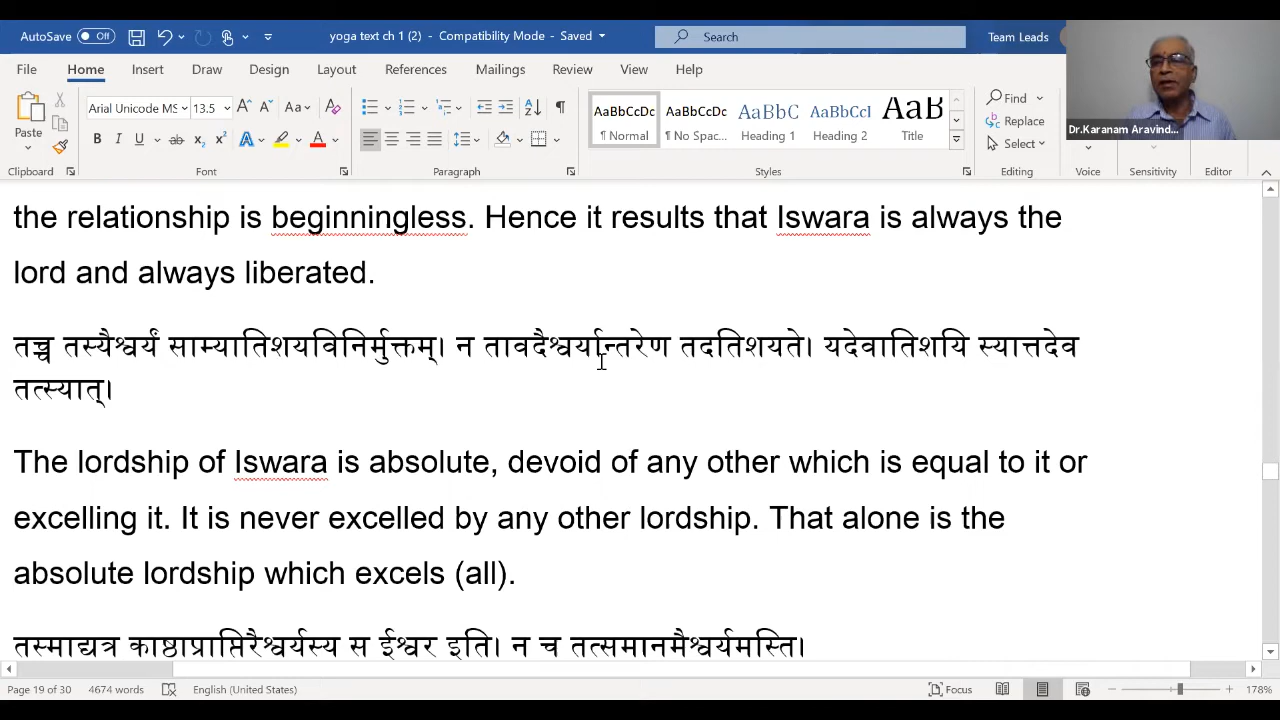 AutoSave Off yoga text ch 1 (2) - Compatibility Mode - Saved Search Team Leads
File Home Insert Draw Design Layout References Mailings Review View Help
Paste Arial Unicode MS 13.5 AaBbCcDc AaBbCcDc AaBbC AaBbCcI AaB Find
¶ Normal ¶ No Spac... Heading 1 Heading 2 Title Replace
Select
Dr.Karanam Aravind...
Clipboard Font Paragraph Styles Editing Voice Sensitivity Editor
the relationship is beginningless. Hence it results that Iswara is always the
lord and always liberated.
तच्च तस्यैश्वर्यं साम्यातिशयविनिर्मुक्तम्। न तावदैश्वर्यान्तरेण तदतिशयते। यदेवातिशयि स्यात्तदेव
तत्स्यात्।
The lordship of Iswara is absolute, devoid of any other which is equal to it or
excelling it. It is never excelled by any other lordship. That alone is the
absolute lordship which excels (all).
तस्माद्यत्र काष्ठाप्राप्तिरैश्वर्यस्य स ईश्वर इति। न च तत्समानमैश्वर्यमस्ति।
Page 19 of 30 4674 words English (United States) Focus 178%